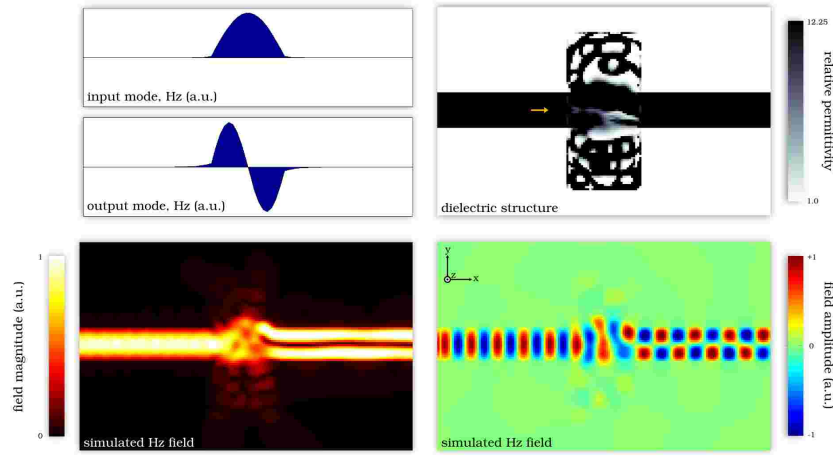 input mode, Hz (a.u.)
output mode, Hz (a.u.)
dielectric structure
12.25
1.0
relative permittivity
1
0
field magnitude (a.u.)
simulated Hz field
y
z
x
simulated Hz field
+1
0
-1
field amplitude (a.u.)